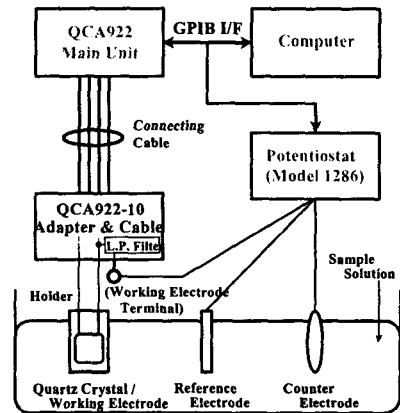 QCA922
Main Unit
GPIB I/F
Computer
Connecting
Cable
Potentiostat
(Model 1286)
QCA922-10
Adapter & Cable
L.P. Filte
Holder
(Working Electrode
Terminal)
Sample
Solution
Quartz Crystal /
Working Electrode
Reference
Electrode
Counter
Electrode